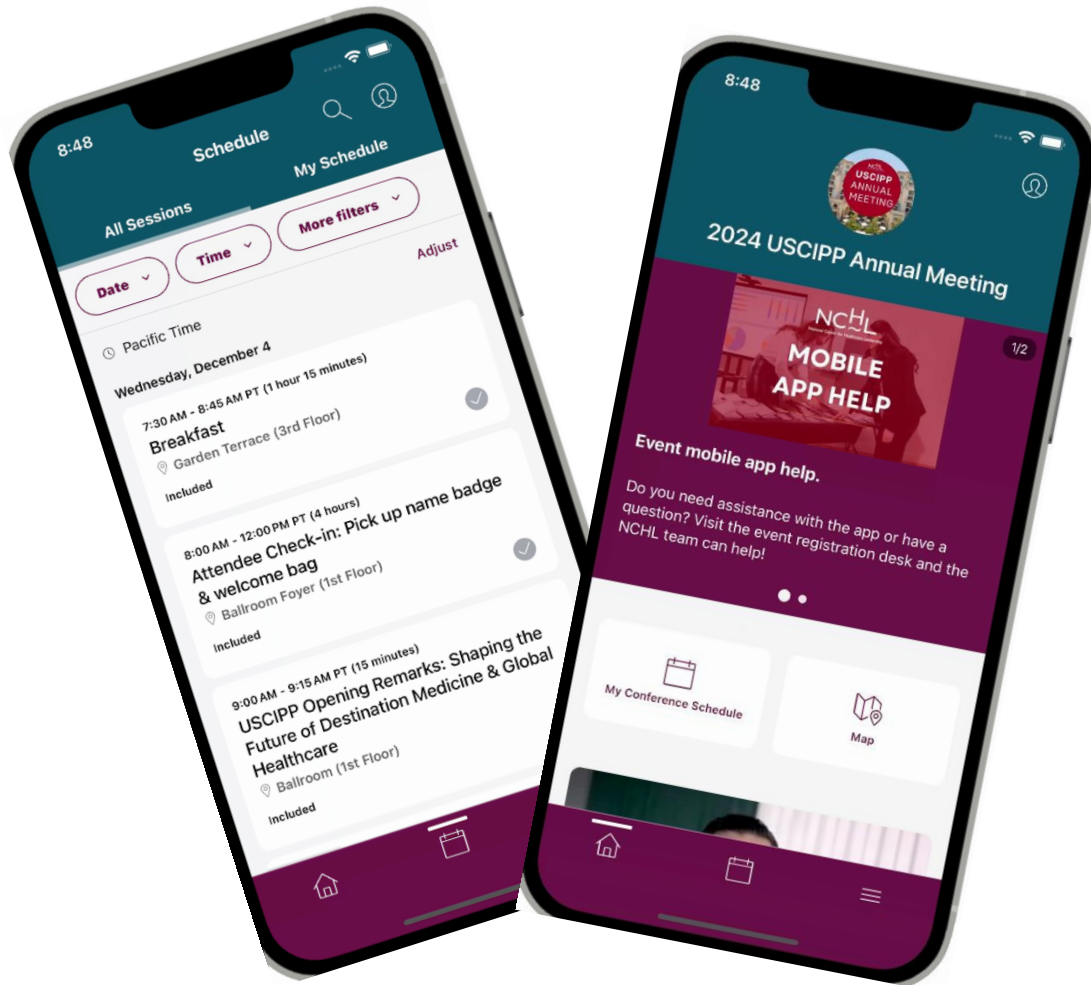 8:48
Schedule
All Sessions
My Schedule
Date
Time
More filters
Adjust
Pacific Time
Wednesday, December 4
7:30 AM - 8:45 AM PT (1 hour 15 minutes)
Breakfast
Garden Terrace (3rd Floor)
Included
8:00 AM - 12:00 PM PT (4 hours)
Attendee Check-in: Pick up name badge
& welcome bag
Ballroom Foyer (1st Floor)
Included
9:00 AM - 9:15 AM PT (15 minutes)
USCIPP Opening Remarks: Shaping the
Future of Destination Medicine & Global
Healthcare
Ballroom (1st Floor)
Included
8:48
NCHL
USCIPP
ANNUAL
MEETING
2024 USCIPP Annual Meeting
1/2
NCHL
National Center for Healthcare Leadership
MOBILE
APP HELP
Event mobile app help.
Do you need assistance with the app or have a
question? Visit the event registration desk and the
NCHL team can help!
My Conference Schedule
Map